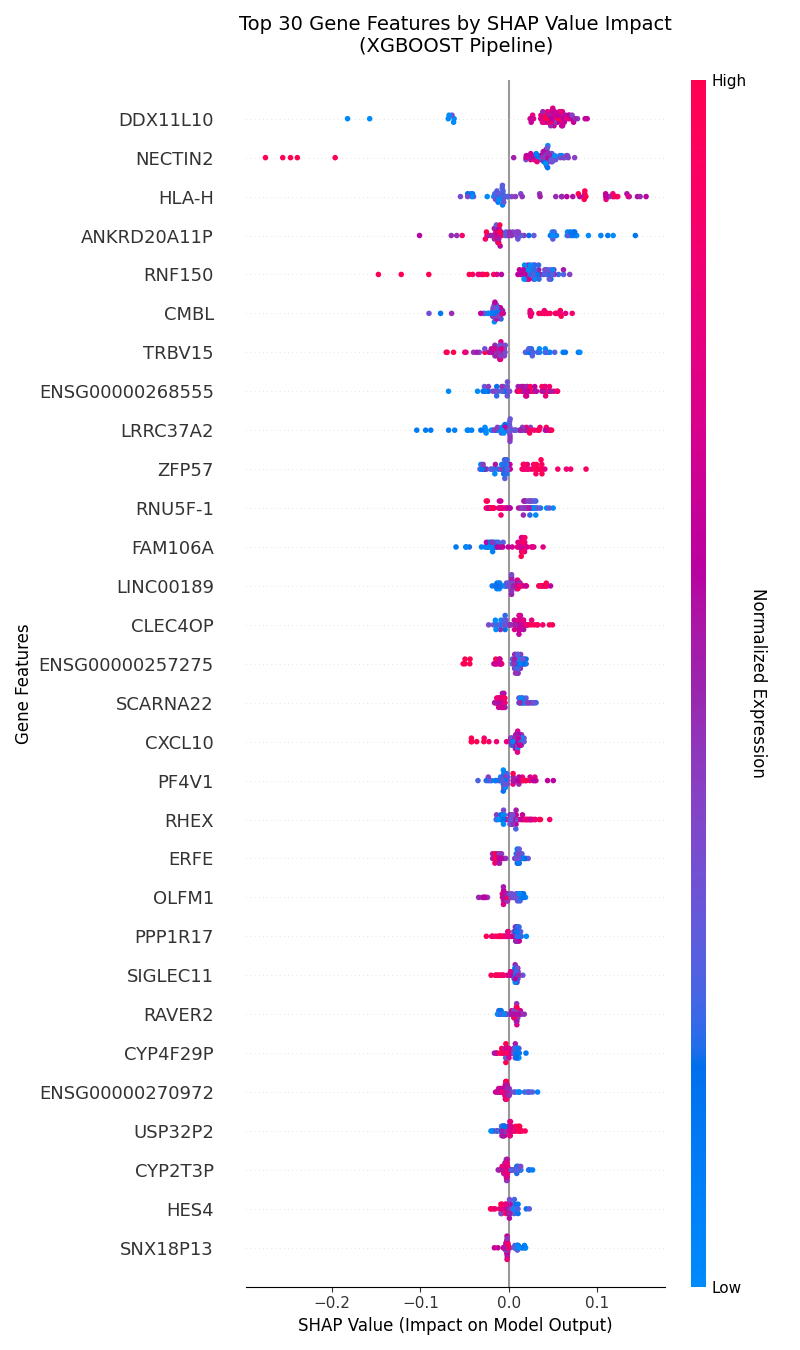 Top 30 Gene Features by SHAP Value Impact
(XGBOOST Pipeline)
High
DDX11L10
NECTIN2
HLA-H
ANKRD20A11P
RNF150
CMBL
TRBV15
ENSG00000268555
LRRC37A2
ZFP57
RNU5F-1
FAM106A
LINC00189
CLEC4OP
ENSG00000257275
SCARNA22
CXCL10
PF4V1
RHEX
ERFE
OLFM1
PPP1R17
SIGLEC11
RAVER2
CYP4F29P
ENSG00000270972
USP32P2
CYP2T3P
HES4
SNX18P13
Gene Features
Normalized Expression
Low
−0.2 −0.1 0.0 0.1
SHAP Value (Impact on Model Output)